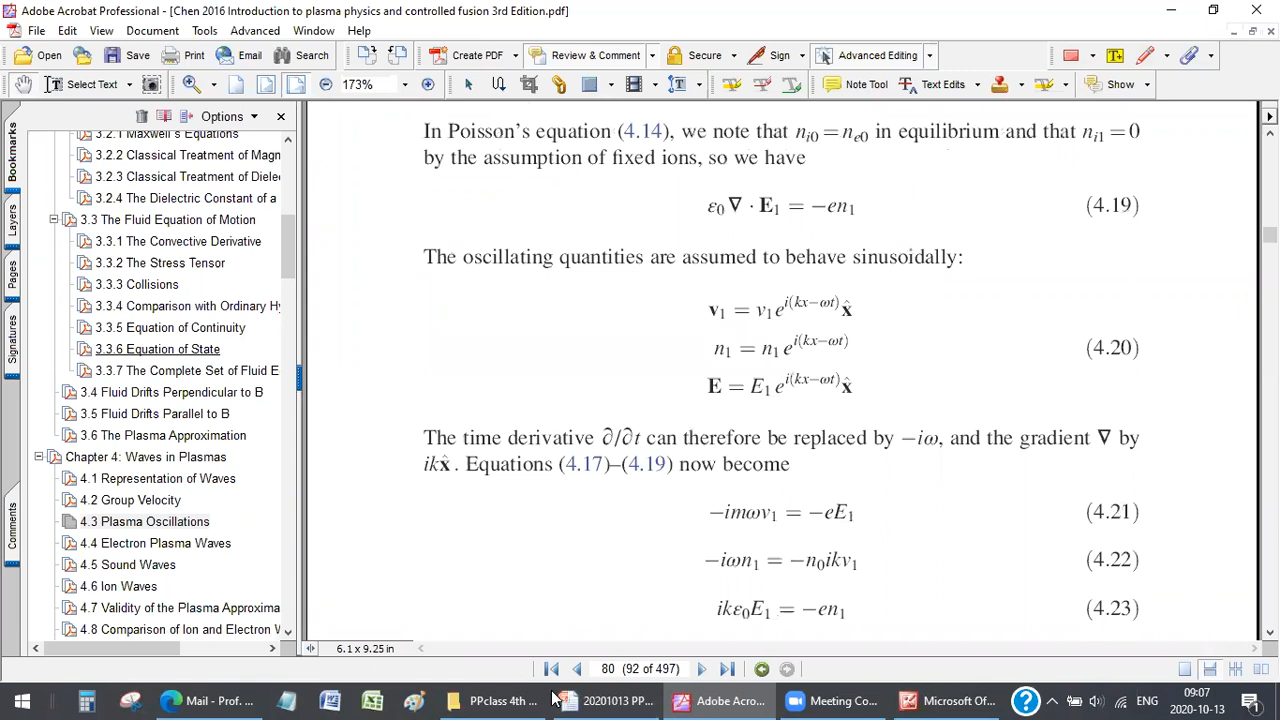 Adobe Acrobat Professional - [Chen 2016 Introduction to plasma physics and controlled fusion 3rd Edition.pdf]
File Edit View Document Tools Advanced Window Help
Open Save Print Email Search Create PDF Review & Comment Secure Sign Advanced Editing
Select Text 173% Note Tool Text Edits Show
Options
Bookmarks
Layers
Pages
Signatures
Comments
3.2.1 Maxwell's Equations
3.2.2 Classical Treatment of Magn
3.2.3 Classical Treatment of Diele
3.2.4 The Dielectric Constant of a
3.3 The Fluid Equation of Motion
3.3.1 The Convective Derivative
3.3.2 The Stress Tensor
3.3.3 Collisions
3.3.4 Comparison with Ordinary Hy
3.3.5 Equation of Continuity
3.3.6 Equation of State
3.3.7 The Complete Set of Fluid E
3.4 Fluid Drifts Perpendicular to B
3.5 Fluid Drifts Parallel to B
3.6 The Plasma Approximation
Chapter 4: Waves in Plasmas
4.1 Representation of Waves
4.2 Group Velocity
4.3 Plasma Oscillations
4.4 Electron Plasma Waves
4.5 Sound Waves
4.6 Ion Waves
4.7 Validity of the Plasma Approxima
4.8 Comparison of Ion and Electron W
In Poisson's equation (4.14), we note that n_{i0} = n_{e0} in equilibrium and that n_{i1} = 0
by the assumption of fixed ions, so we have
ε₀∇ · E₁ = −en₁ (4.19)
The oscillating quantities are assumed to behave sinusoidally:
v₁ = v₁e^{i(kx−ωt)}x̂
n₁ = n₁e^{i(kx−ωt)} (4.20)
E = E₁e^{i(kx−ωt)}x̂
The time derivative ∂/∂t can therefore be replaced by −iω, and the gradient ∇ by
ikx̂. Equations (4.17)–(4.19) now become
−imωv₁ = −eE₁ (4.21)
−iωn₁ = −n₀ikv₁ (4.22)
ikε₀E₁ = −en₁ (4.23)
6.1 x 9.25 in
80 (92 of 497)
Mail - Prof. ... PPclass 4th ... 20201013 PP... Adobe Acro... Meeting Co... Microsoft Of... ENG 09:07
2020-10-13